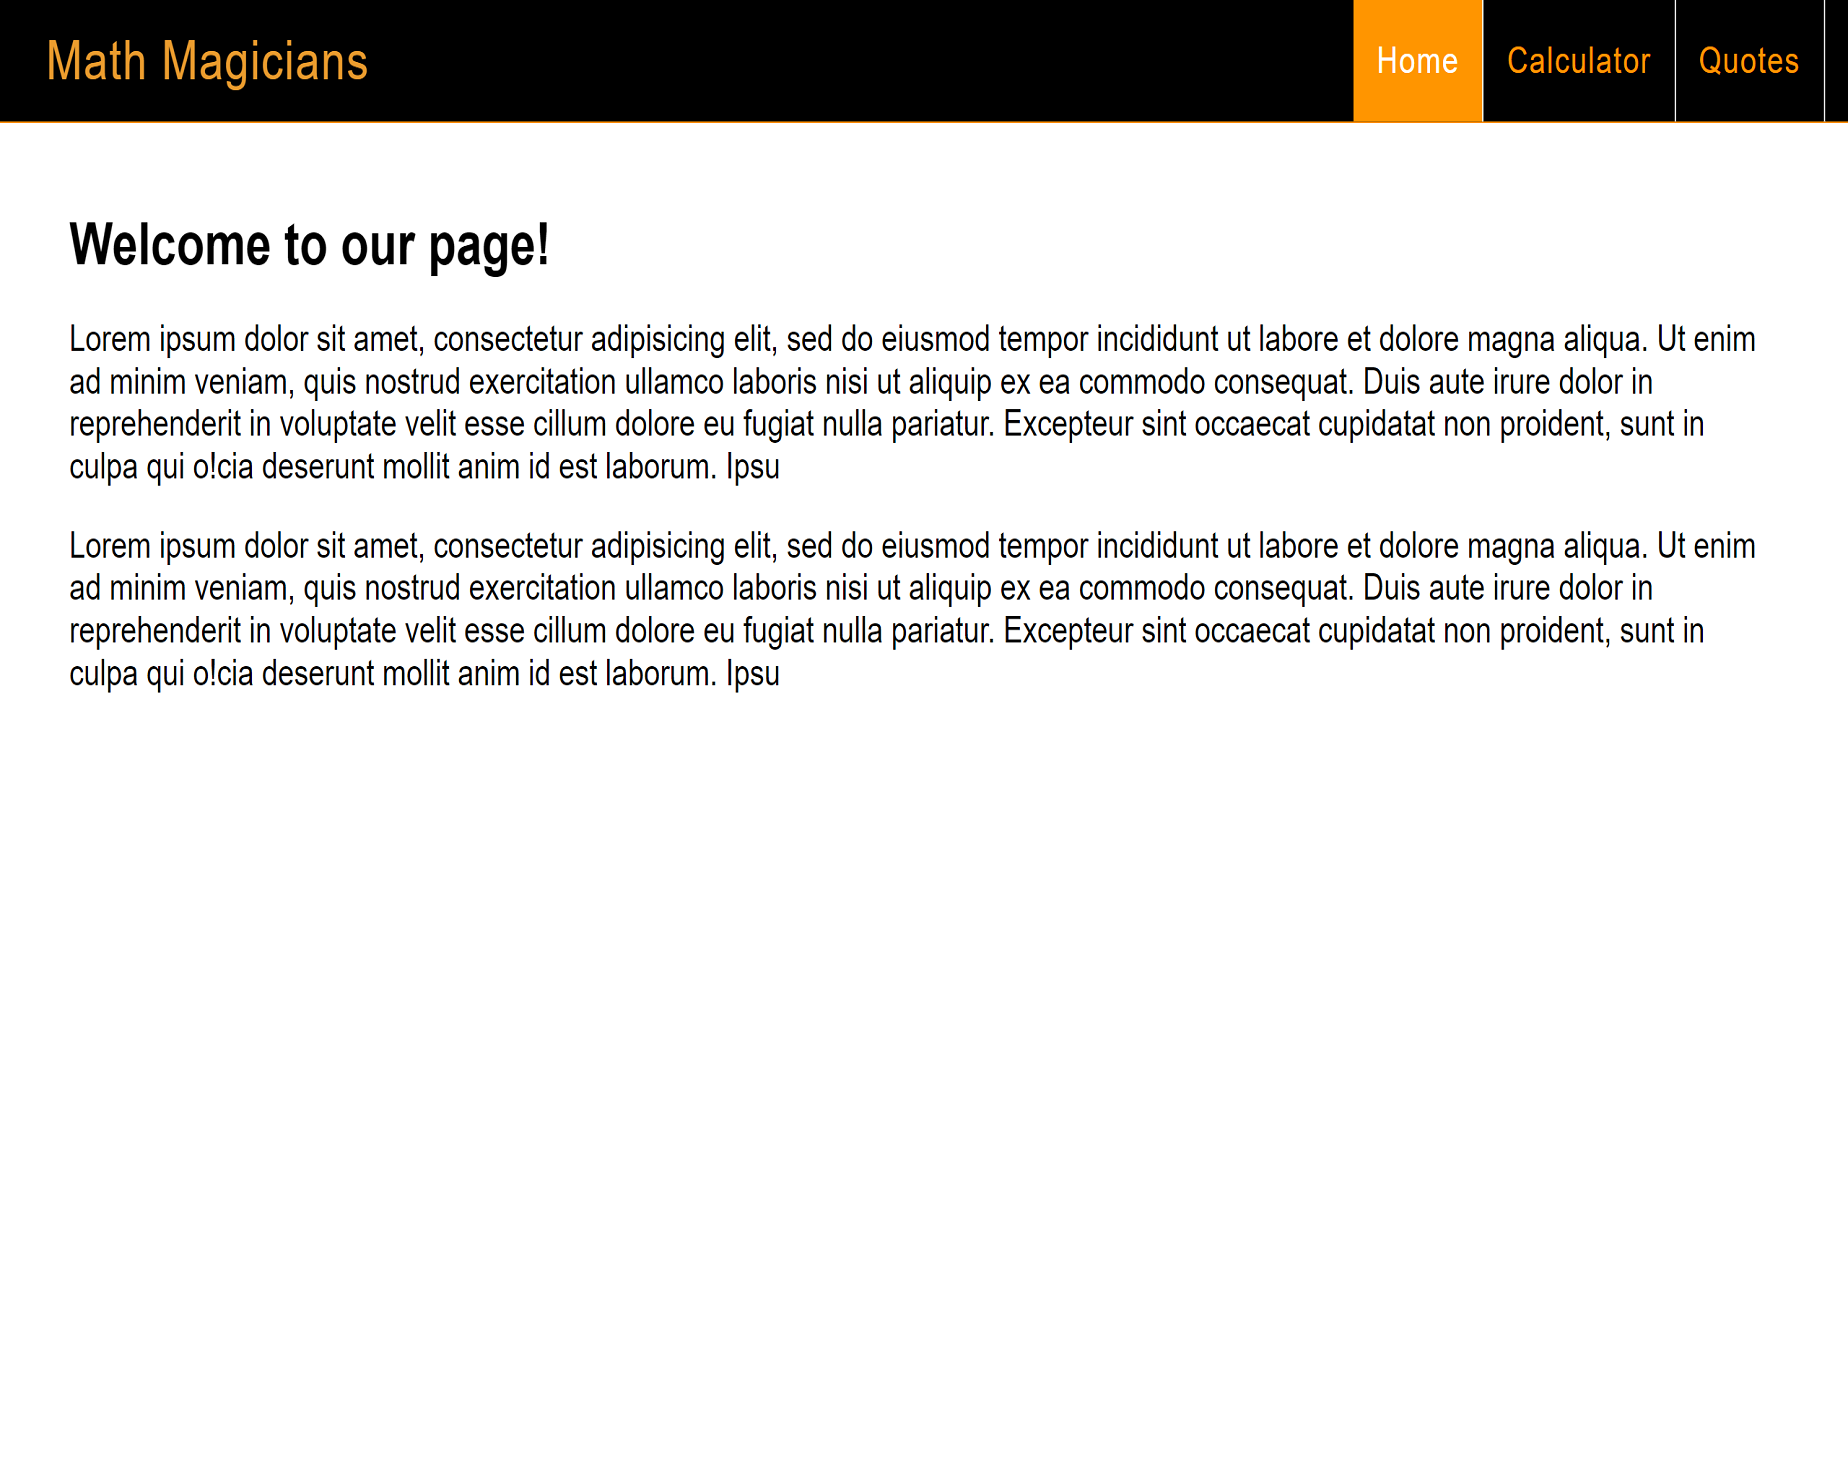 Math Magicians
Home
Calculator
Quotes
Welcome to our page!
Lorem ipsum dolor sit amet, consectetur adipisicing elit, sed do eiusmod tempor incididunt ut labore et dolore magna aliqua. Ut enim
ad minim veniam, quis nostrud exercitation ullamco laboris nisi ut aliquip ex ea commodo consequat. Duis aute irure dolor in
reprehenderit in voluptate velit esse cillum dolore eu fugiat nulla pariatur. Excepteur sint occaecat cupidatat non proident, sunt in
culpa qui o!cia deserunt mollit anim id est laborum. Ipsu
Lorem ipsum dolor sit amet, consectetur adipisicing elit, sed do eiusmod tempor incididunt ut labore et dolore magna aliqua. Ut enim
ad minim veniam, quis nostrud exercitation ullamco laboris nisi ut aliquip ex ea commodo consequat. Duis aute irure dolor in
reprehenderit in voluptate velit esse cillum dolore eu fugiat nulla pariatur. Excepteur sint occaecat cupidatat non proident, sunt in
culpa qui o!cia deserunt mollit anim id est laborum. Ipsu